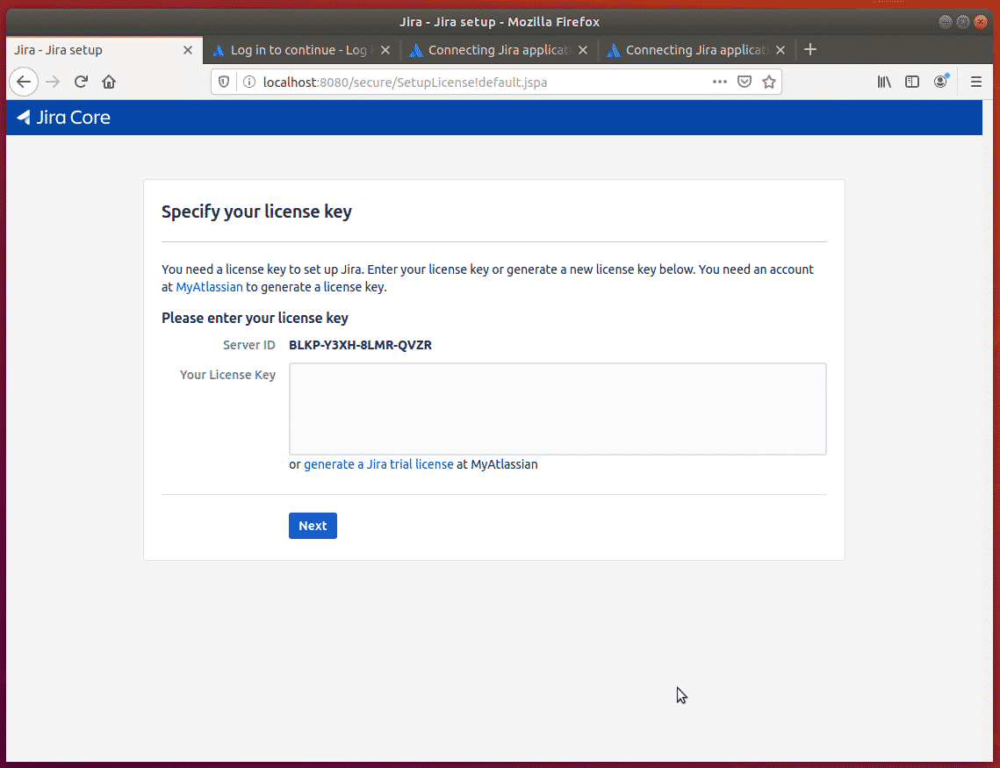 Jira - Jira setup - Mozilla Firefox
Jira - Jira setup
Log in to continue - Log i
Connecting Jira applicati
Connecting Jira applicati
localhost:8080/secure/SetupLicense!default.jspa
Jira Core
Specify your license key
You need a license key to set up Jira. Enter your license key or generate a new license key below. You need an account
at MyAtlassian to generate a license key.
Please enter your license key
Server ID BLKP-Y3XH-8LMR-QVZR
Your License Key
or generate a Jira trial license at MyAtlassian
Next